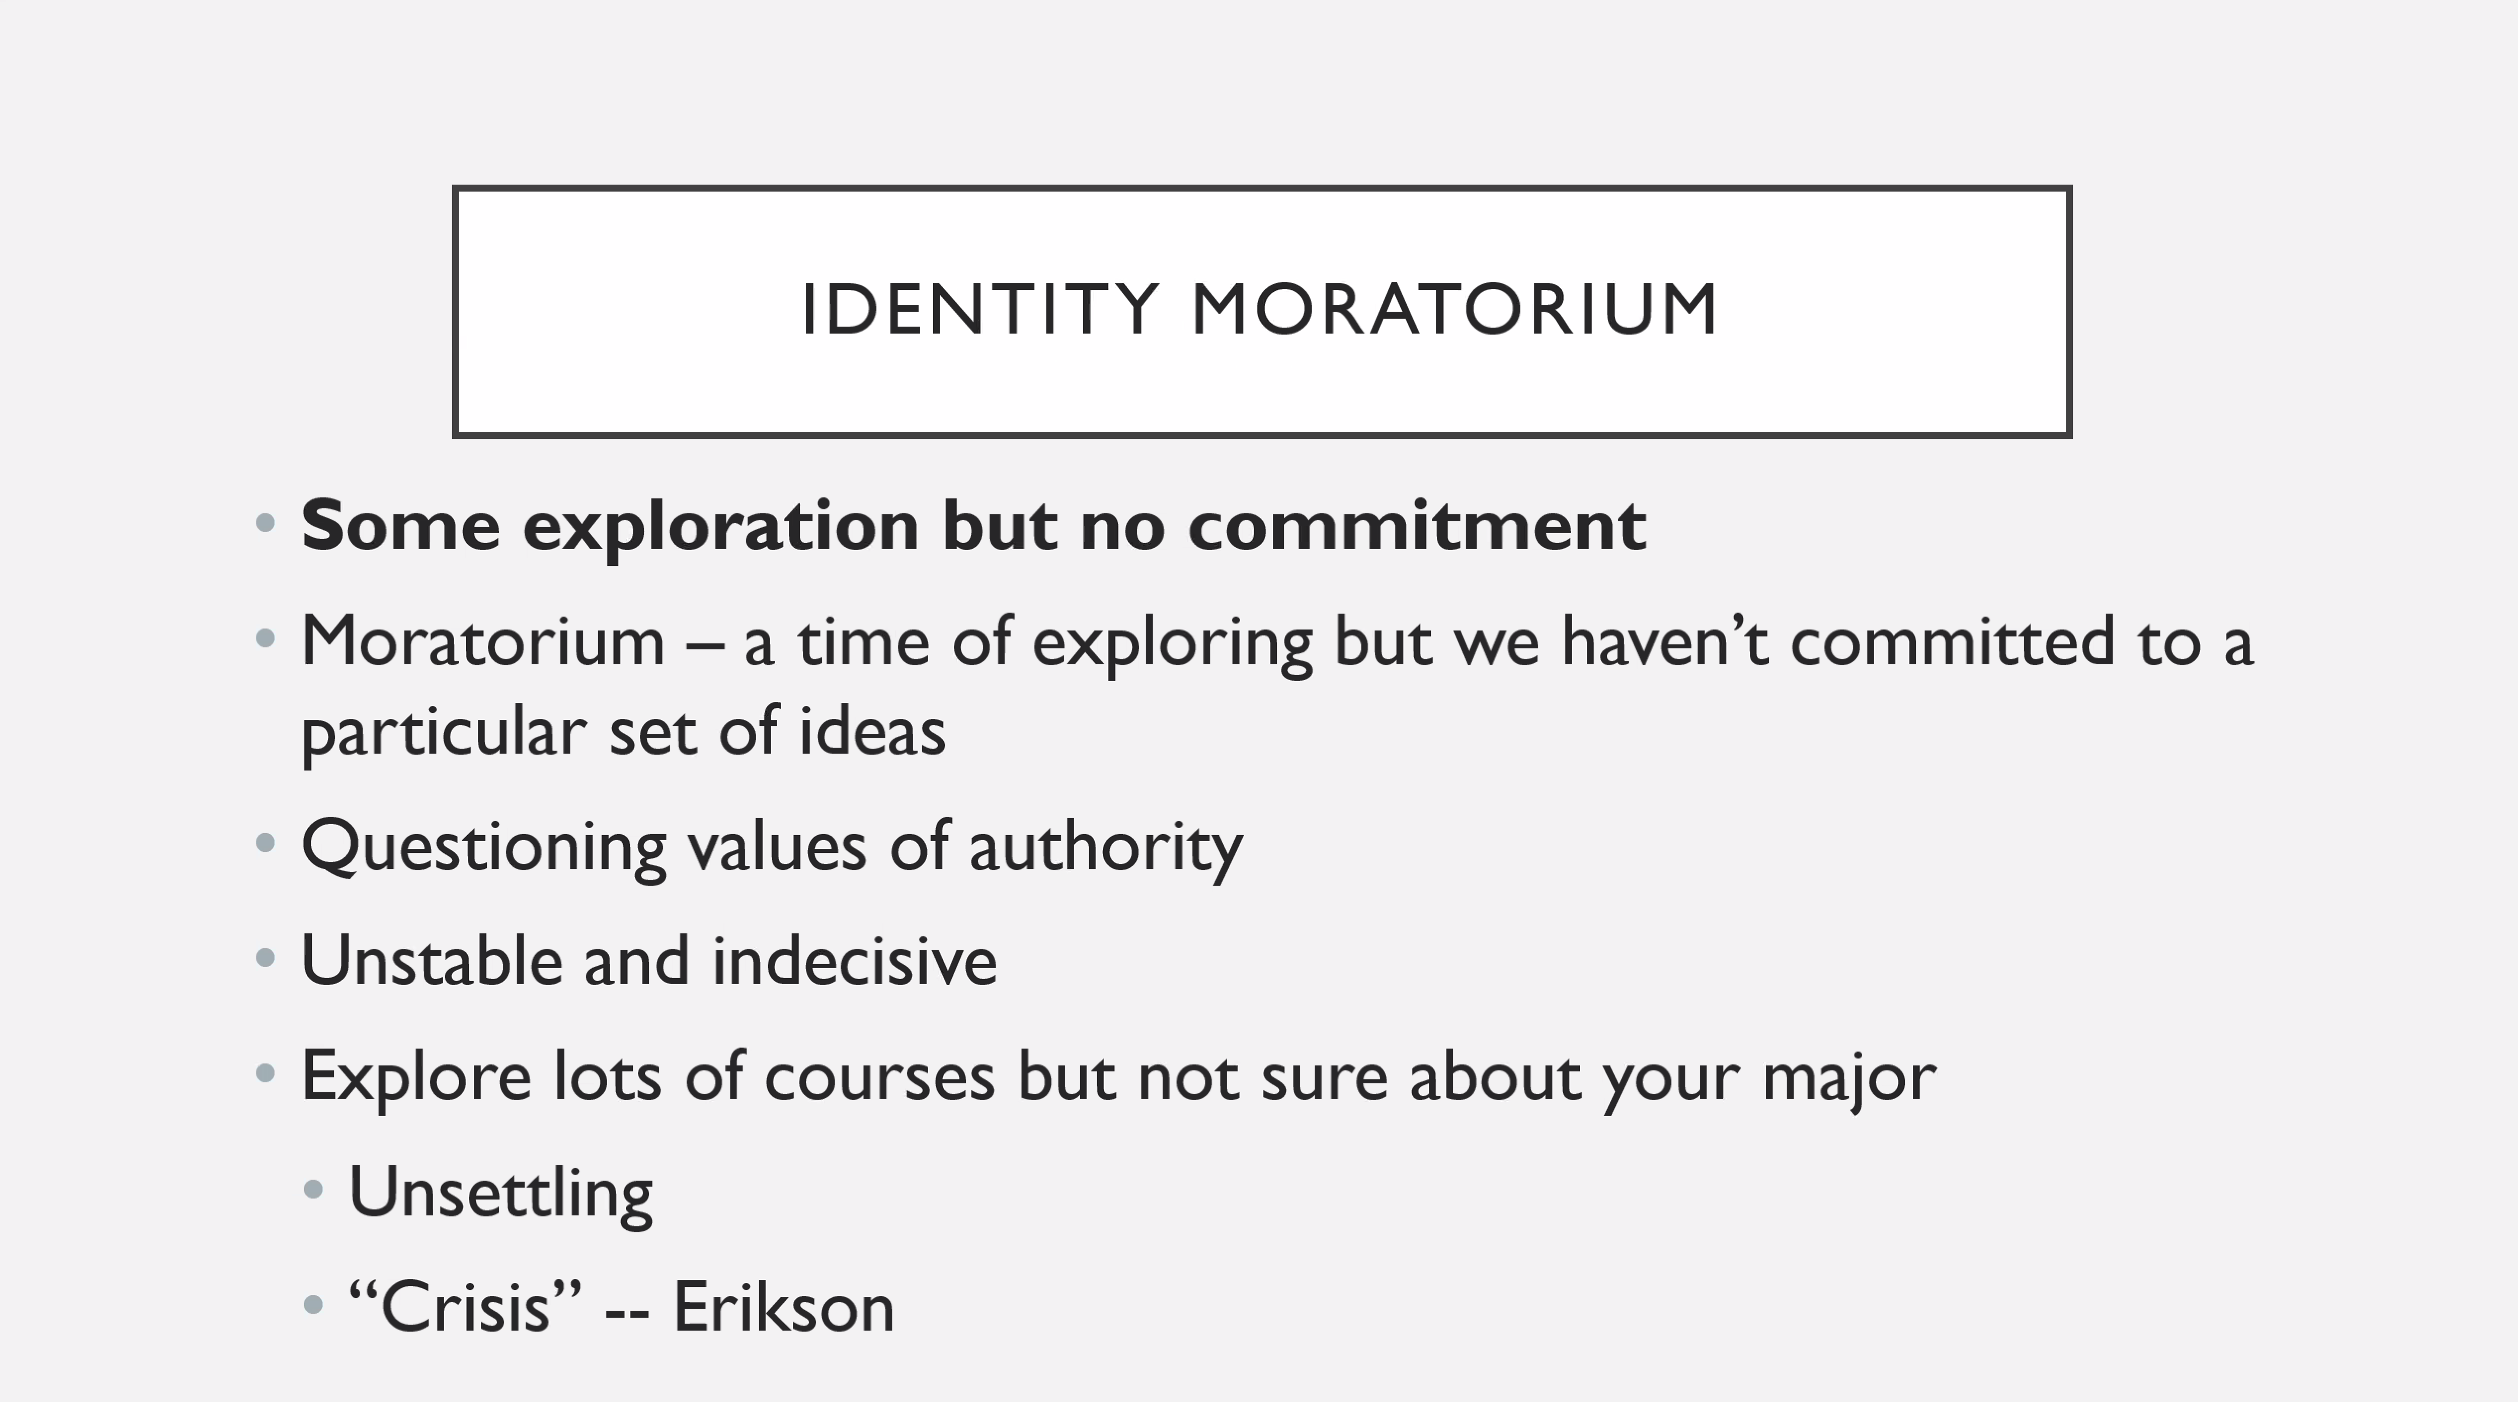 IDENTITY MORATORIUM
• Some exploration but no commitment
• Moratorium – a time of exploring but we haven’t committed to a
particular set of ideas
• Questioning values of authority
• Unstable and indecisive
• Explore lots of courses but not sure about your major
• Unsettling
• “Crisis” -- Erikson